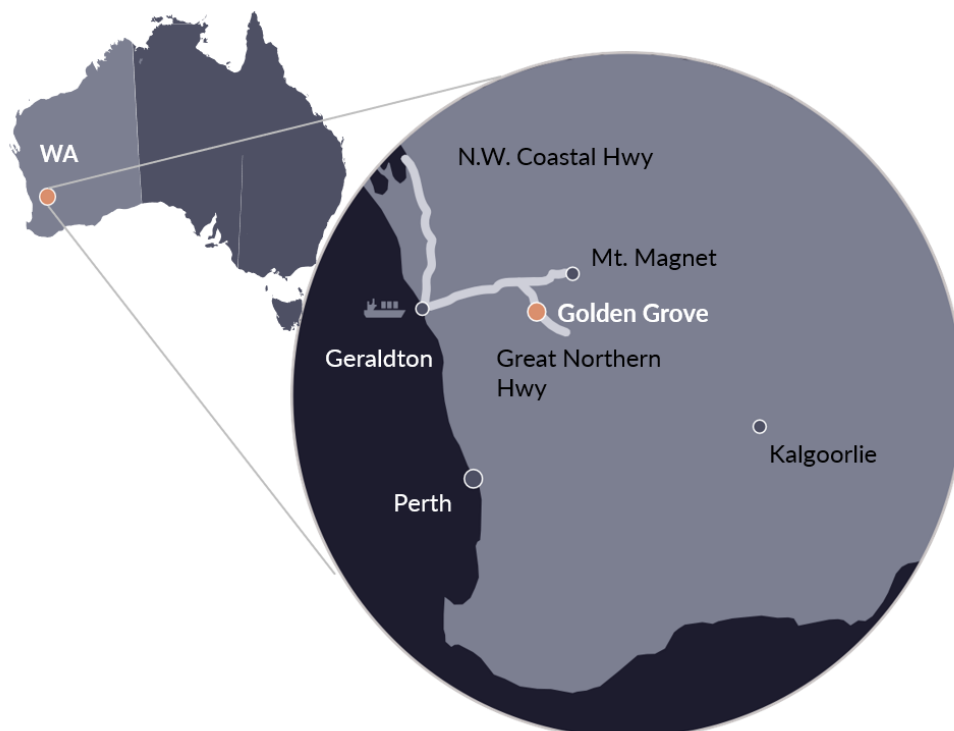 WA
N.W. Coastal Hwy
Mt. Magnet
Golden Grove
Geraldton
Great Northern
Hwy
Kalgoorlie
Perth